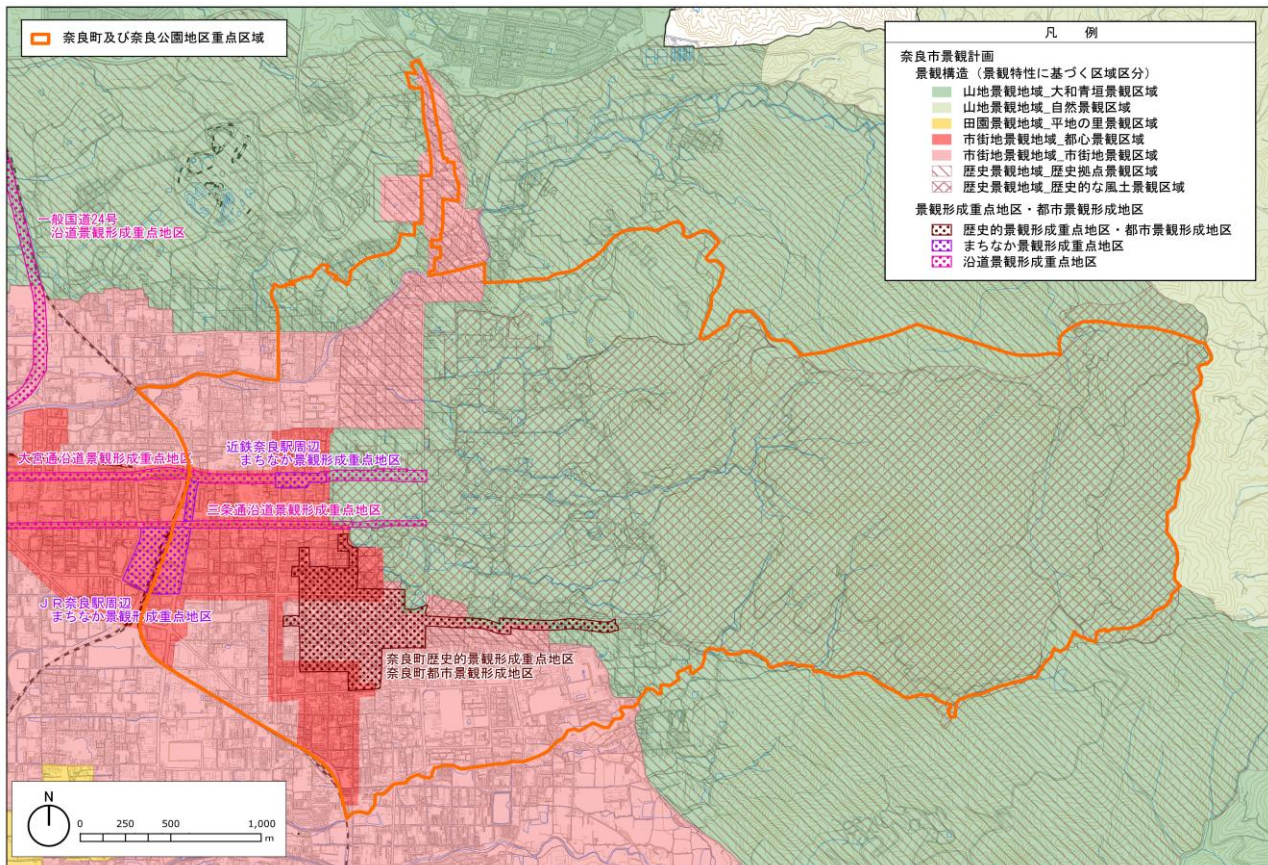 奈良町及び奈良公園地区重点区域
凡　例
奈良市景観計画
景観構造（景観特性に基づく区域区分）
山地景観地域_大和青垣景観区域
山地景観地域_自然景観区域
田園景観地域_平地の里景観区域
市街地景観地域_都心景観区域
市街地景観地域_市街地景観区域
歴史景観地域_歴史拠点景観区域
歴史景観地域_歴史的な風土景観区域
景観形成重点地区・都市景観形成地区
歴史的景観形成重点地区・都市景観形成地区
まちなか景観形成重点地区
沿道景観形成重点地区
一般国道24号
沿道景観形成重点地区
近鉄奈良駅周辺
まちなか景観形成重点地区
大宮通沿道景観形成重点地区
三条通沿道景観形成重点地区
ＪＲ奈良駅周辺
まちなか景観形成重点地区
奈良町歴史的景観形成重点地区
奈良町都市景観形成地区
N
0 250 500 1,000
m